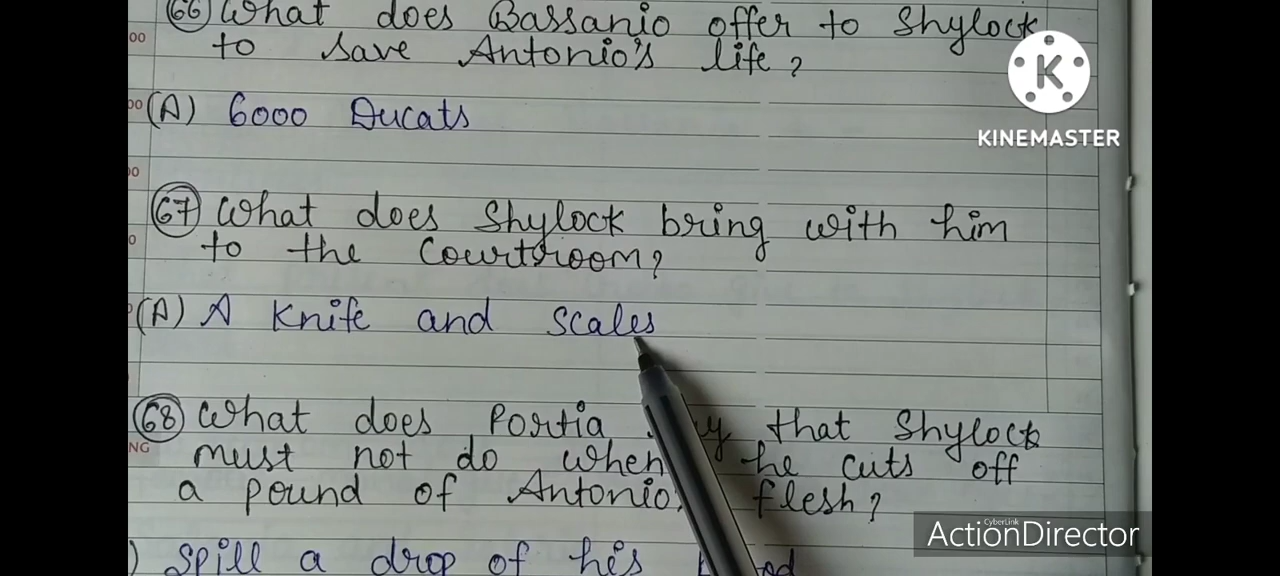 66 What does Bassanio offer to Shylock
to save Antonio's life?
(A) 6000 Ducats
67 What does Shylock bring with him
to the Courtroom?
(A) A Knife and Scales
68 What does Portia that Shylock
must not do when he cuts off
a pound of flesh?
) Spill a drop of his
KINEMASTER
CyberLink
ActionDirector